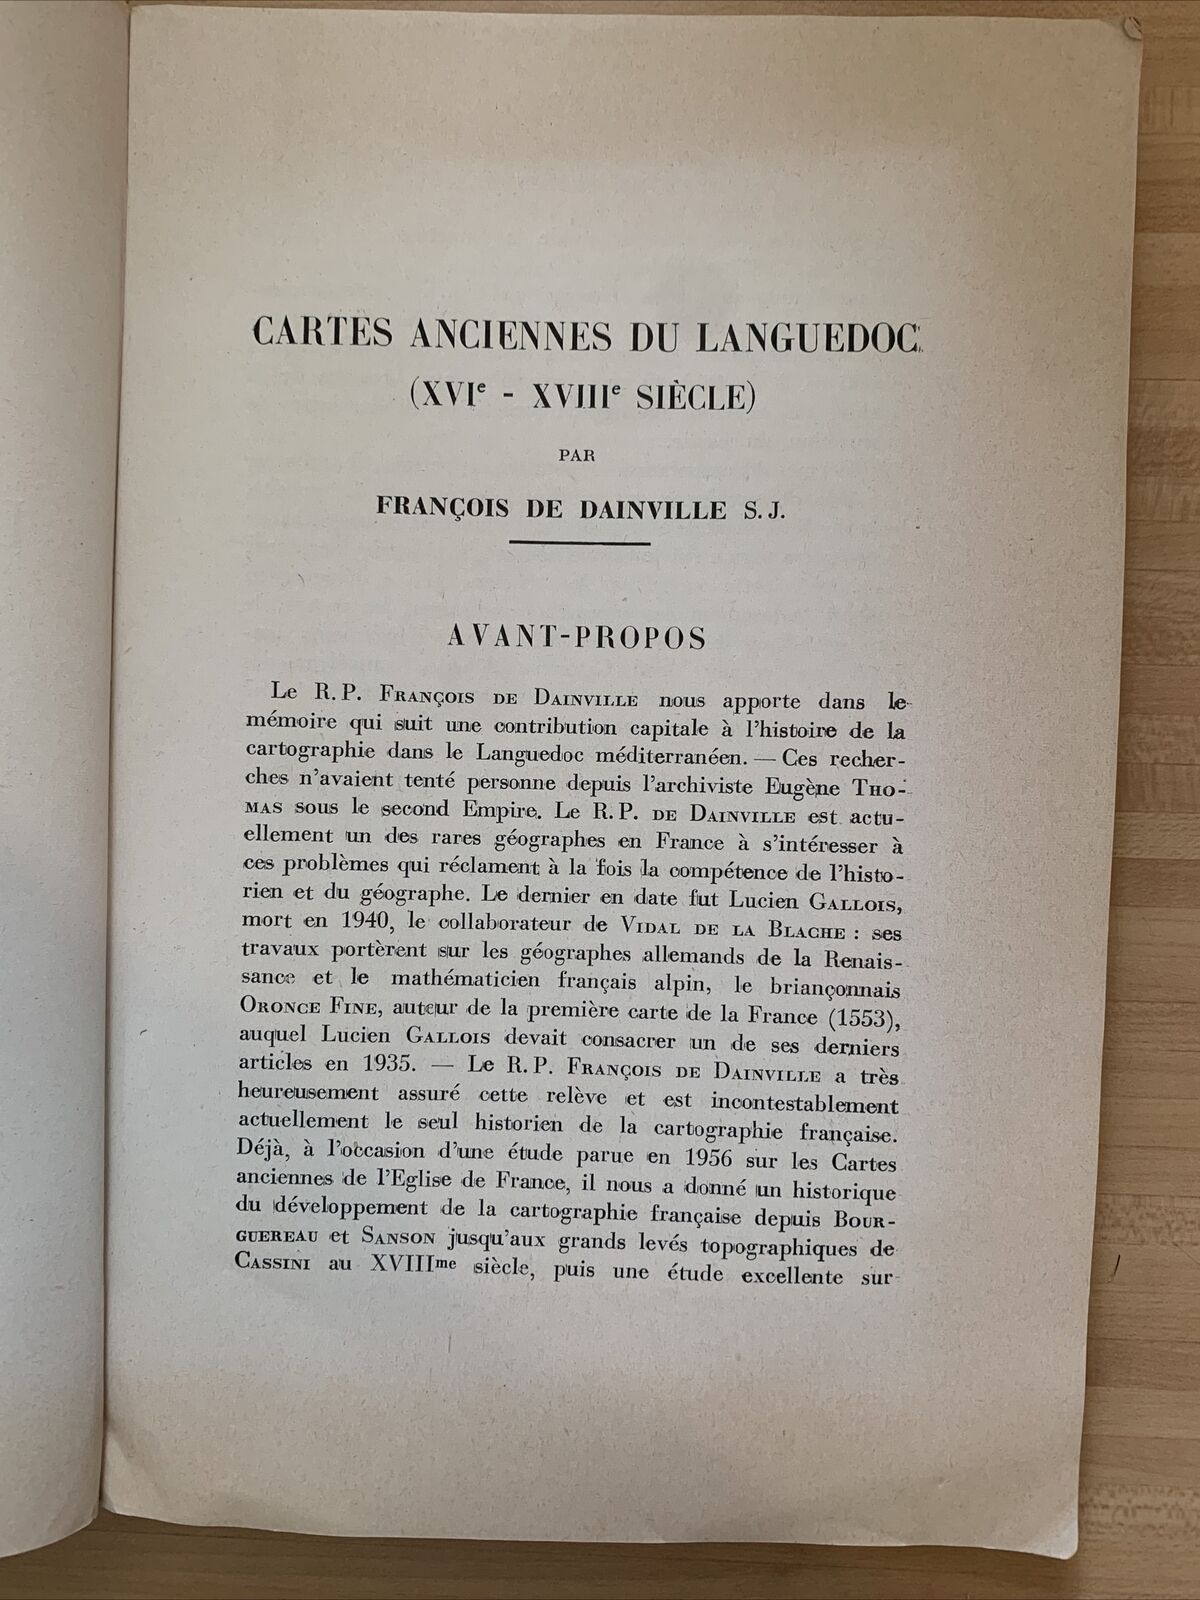 CARTES ANCIENNES DU LANGUEDOC
(XVIe - XVIIIe SIÈCLE)
PAR
FRANÇOIS DE DAINVILLE S. J.
AVANT-PROPOS
Le R. P. FRANÇOIS DE DAINVILLE nous apporte dans le
mémoire qui suit une contribution capitale à l'histoire de la
cartographie dans le Languedoc méditerranéen. — Ces recher-
ches n'avaient tenté personne depuis l'archiviste Eugène THO-
MAS sous le second Empire. Le R. P. DE DAINVILLE est actu-
ellement un des rares géographes en France à s'intéresser à
ces problèmes qui réclament à la fois la compétence de l'histo-
rien et du géographe. Le dernier en date fut Lucien GALLOIS,
mort en 1940, le collaborateur de VIDAL DE LA BLACHE : ses
travaux portèrent sur les géographes allemands de la Renais-
sance et le mathématicien français alpin, le briançonnais
ORONCE FINE, auteur de la première carte de la France (1553),
auquel Lucien GALLOIS devait consacrer un de ses derniers
articles en 1935. — Le R. P. FRANÇOIS DE DAINVILLE a très
heureusement assuré cette relève et est incontestablement
actuellement le seul historien de la cartographie française.
Déjà, à l'occasion d'une étude parue en 1956 sur les Cartes
anciennes de l'Eglise de France, il nous a donné un historique
du développement de la cartographie française depuis BOUR-
GUEREAU et SANSON jusqu'aux grands levés topographiques de
CASSINI au XVIIIme siècle, puis une étude excellente sur